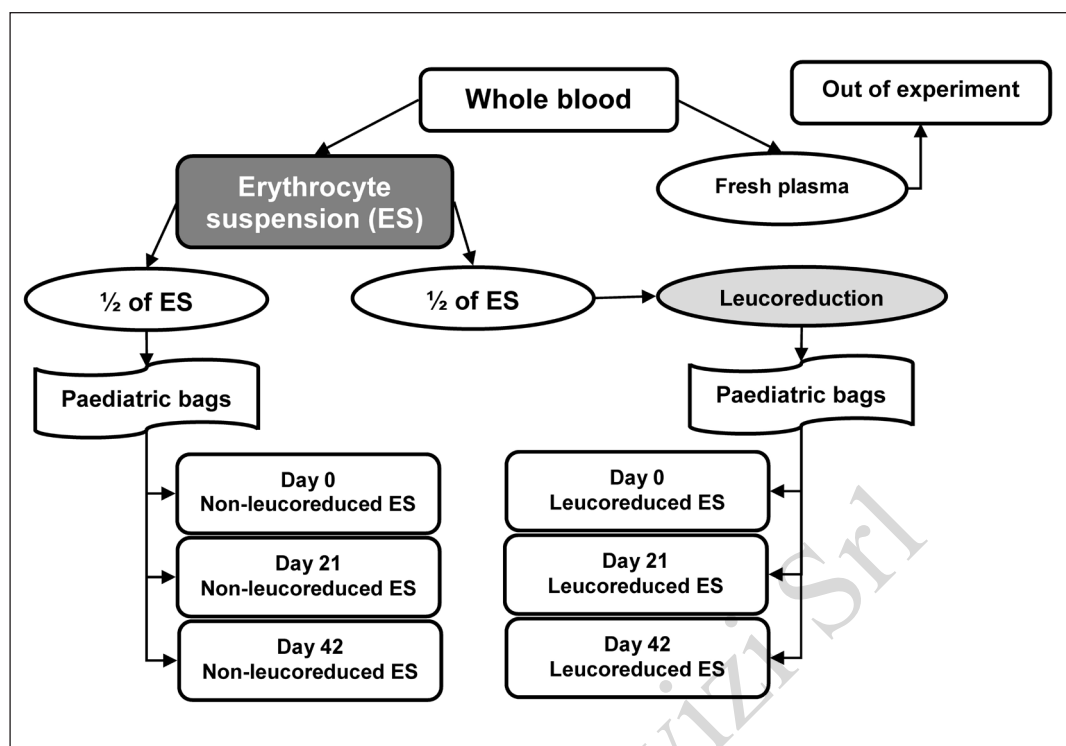 Whole blood
Out of experiment
Erythrocyte
suspension (ES)
Fresh plasma
½ of ES
½ of ES
Leucoreduction
Paediatric bags
Paediatric bags
Day 0
Non-leucoreduced ES
Day 0
Leucoreduced ES
Day 21
Non-leucoreduced ES
Day 21
Leucoreduced ES
Day 42
Non-leucoreduced ES
Day 42
Leucoreduced ES
Srl